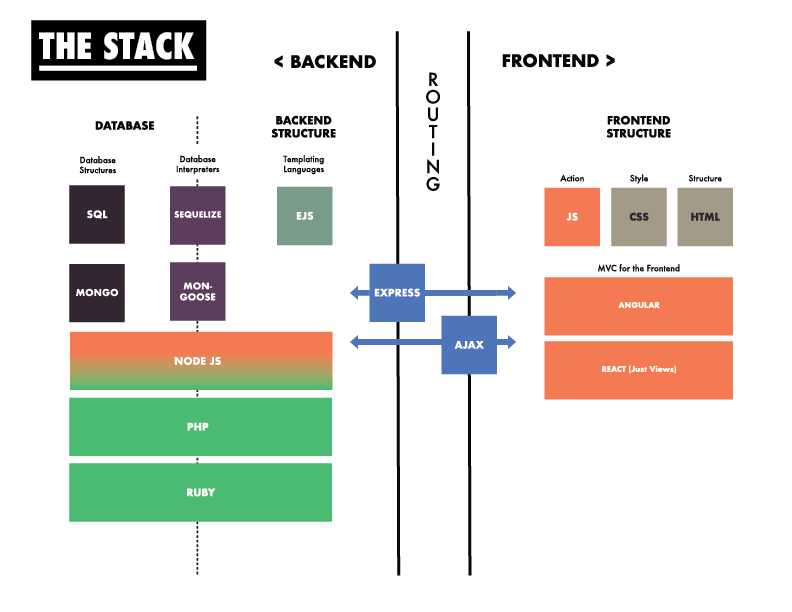 THE STACK
< BACKEND
FRONTEND >
ROUTING
DATABASE
BACKEND
STRUCTURE
FRONTEND
STRUCTURE
Database
Structures
Database
Interpreters
Templating
Languages
Action
Style
Structure
SQL
SEQUELIZE
EJS
JS
CSS
HTML
MONGO
MON-
GOOSE
EXPRESS
MVC for the Frontend
ANGULAR
AJAX
NODE JS
REACT (Just Views)
PHP
RUBY